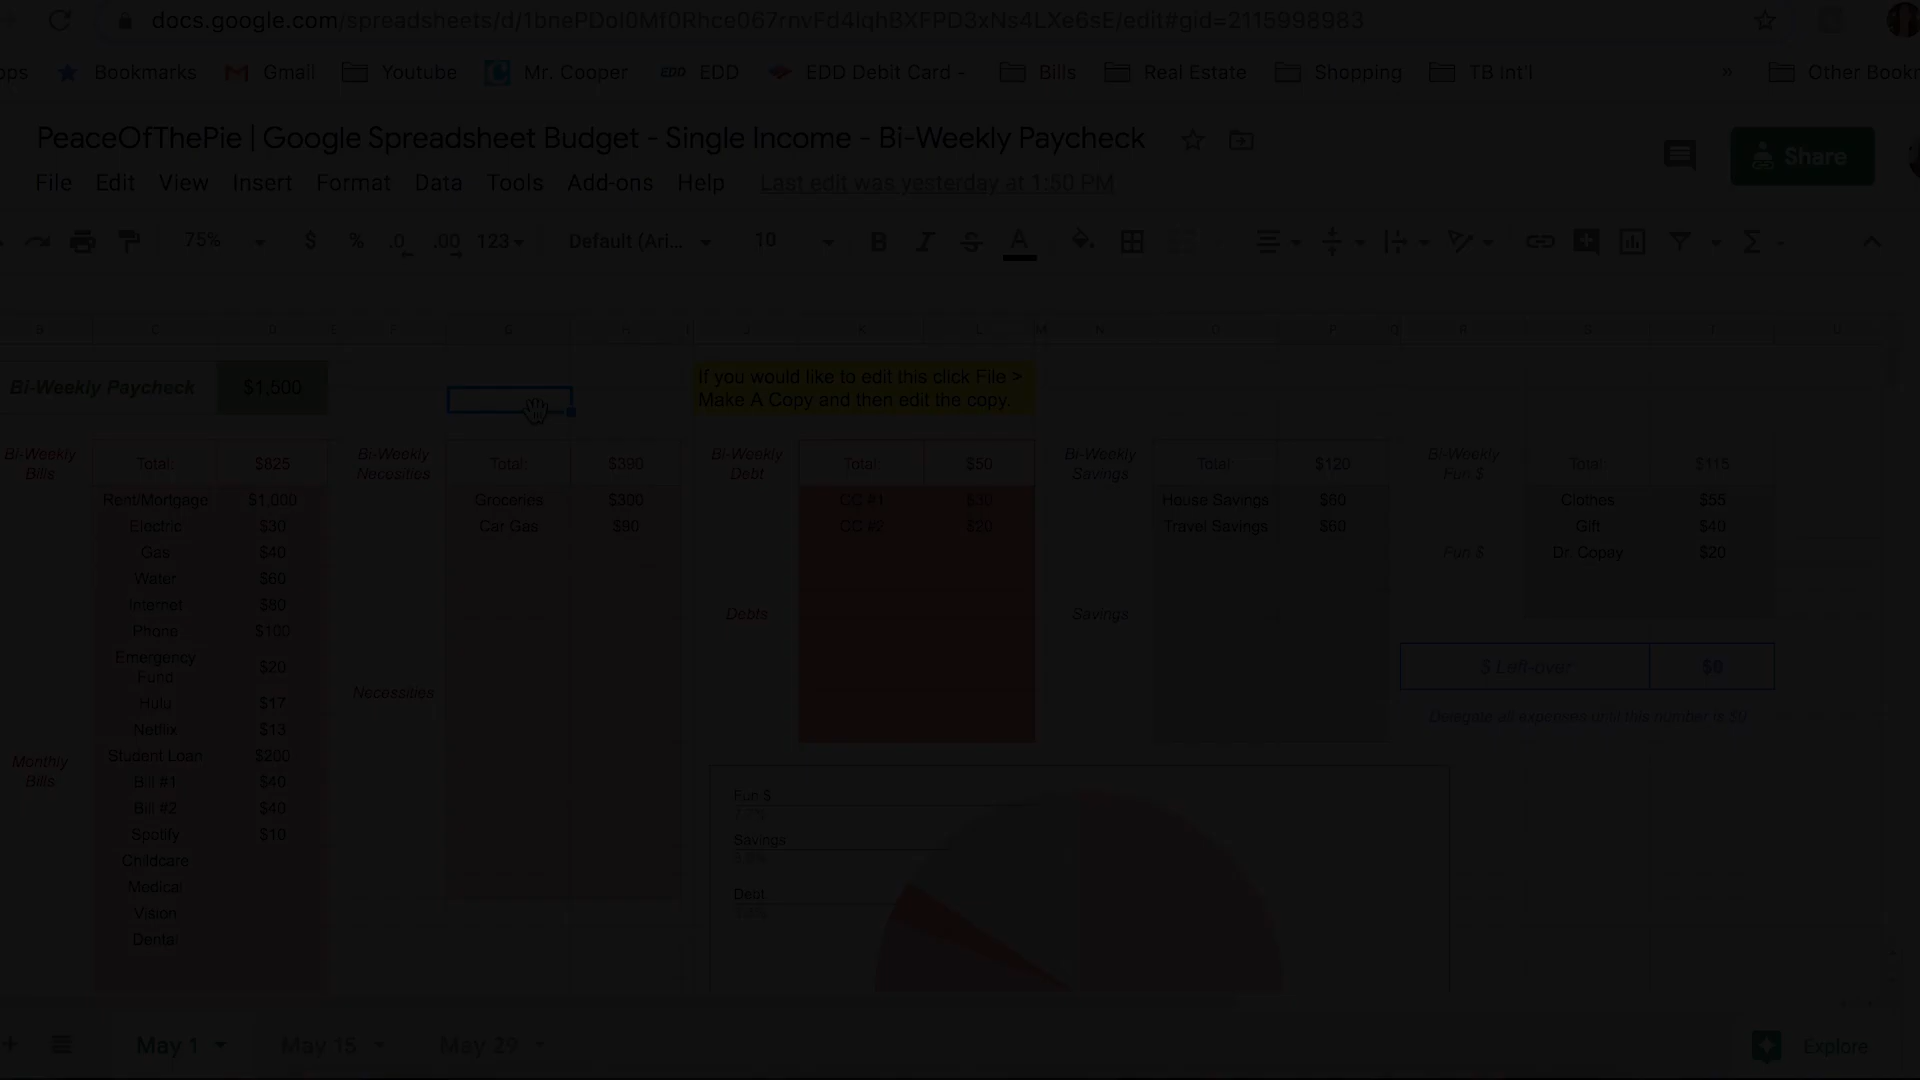 docs.google.com/spreadsheets/d/1bnePDol0Mf0Rhce067rnvFd4lqhBXFPD3xNs4LXe6sE/edit#gid=2115998983
Bookmarks Gmail Youtube Mr. Cooper EDD EDD Debit Card - Bills Real Estate Shopping TB Int'l » Other Bookr
PeaceOfThePie | Google Spreadsheet Budget - Single Income - Bi-Weekly Paycheck
Share
File Edit View Insert Format Data Tools Add-ons Help Last edit was yesterday at 1:50 PM
75% $ % .0 .00 123 Default (Ari... 10 B I S A
Bi-Weekly Paycheck $1,500
If you would like to edit this click File >
Make A Copy and then edit the copy.
Bi-Weekly Bills Total: $825
Bi-Weekly Necesities Total: $390
Bi-Weekly Debt Total: $50
Bi-Weekly Savings Total: $120
Bi-Weekly Fun $ Total: $115
Rent/Mortgage $1,000 Groceries $300 CC #1 $30 House Savings $60 Clothes $55
Electric $30 Car Gas $90 CC #2 $20 Travel Savings $60 Gift $40
Gas $40 Fun $ Dr. Copay $20
Water $60
Internet $80 Debts Savings
Phone $100
Emergency Fund $20 $ Left-over $0
Necessities
Hulu $17 Delegate all expenses until this number is $0
Netflix $13
Student Loan $200
Monthly Bills
Bill #1 $40
Bill #2 $40
Spotify $10
Childcare
Medical
Vision
Dental
Fun $
Savings
Debt
May 1 May 15 May 29 Explore